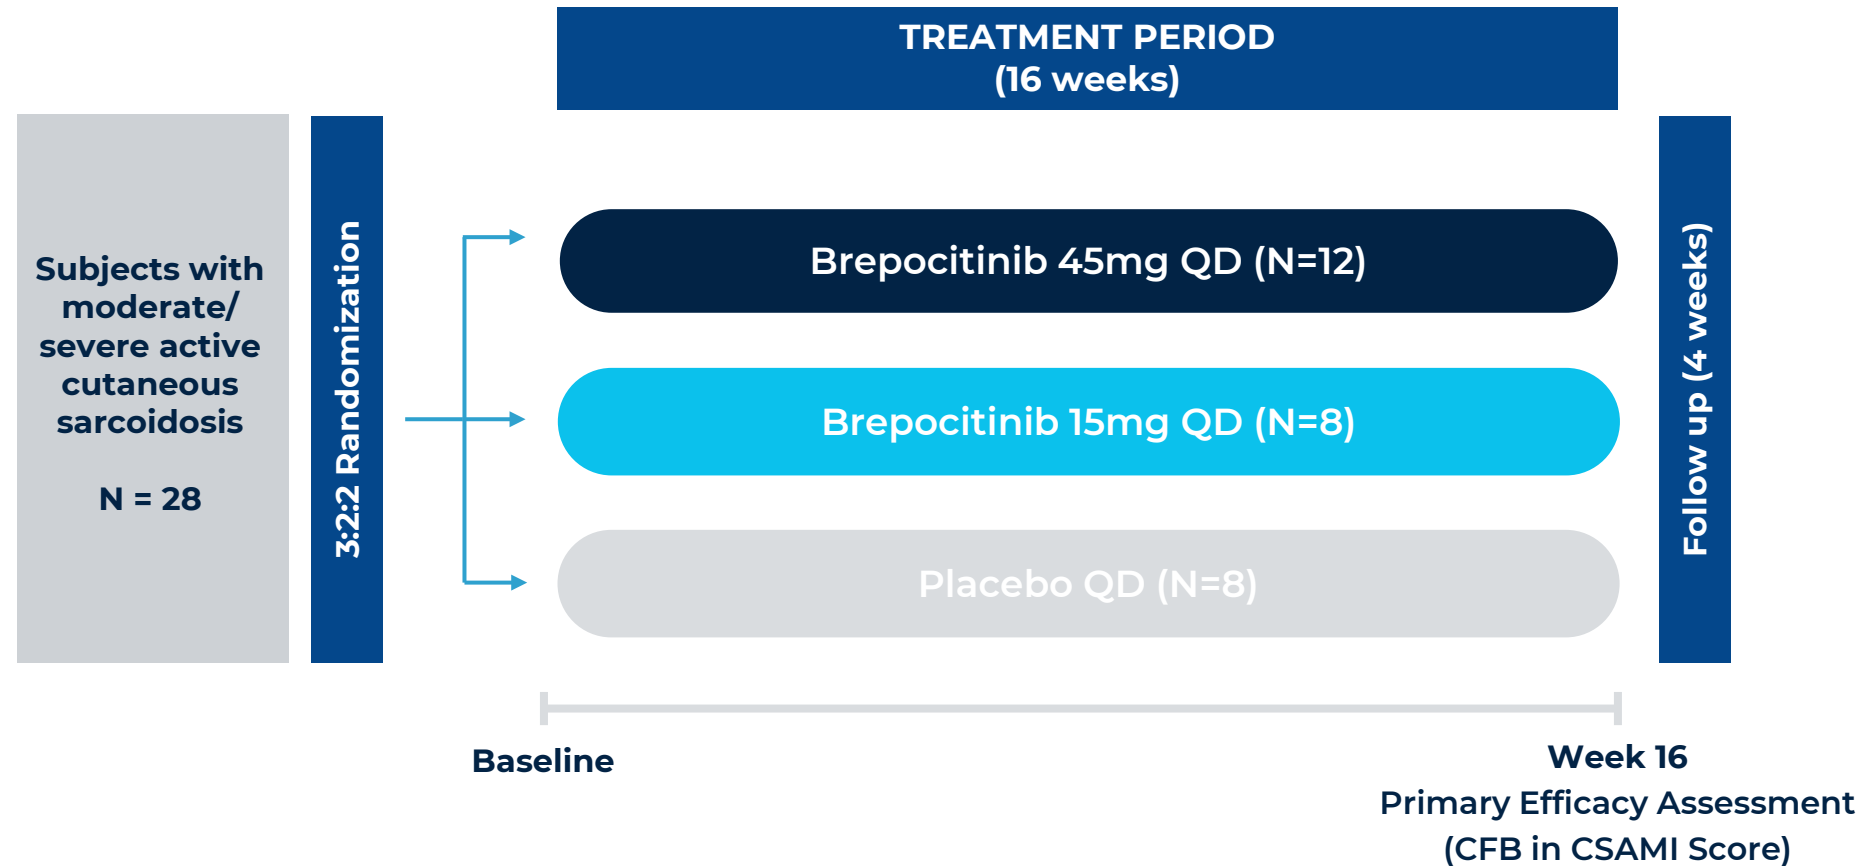 TREATMENT PERIOD
(16 weeks)
Subjects with
moderate/
severe active
cutaneous
sarcoidosis
N = 28
3:2:2 Randomization
Brepocitinib 45mg QD (N=12)
Brepocitinib 15mg QD (N=8)
Placebo QD (N=8)
Follow up (4 weeks)
Baseline
Week 16
Primary Efficacy Assessment
(CFB in CSAMI Score)